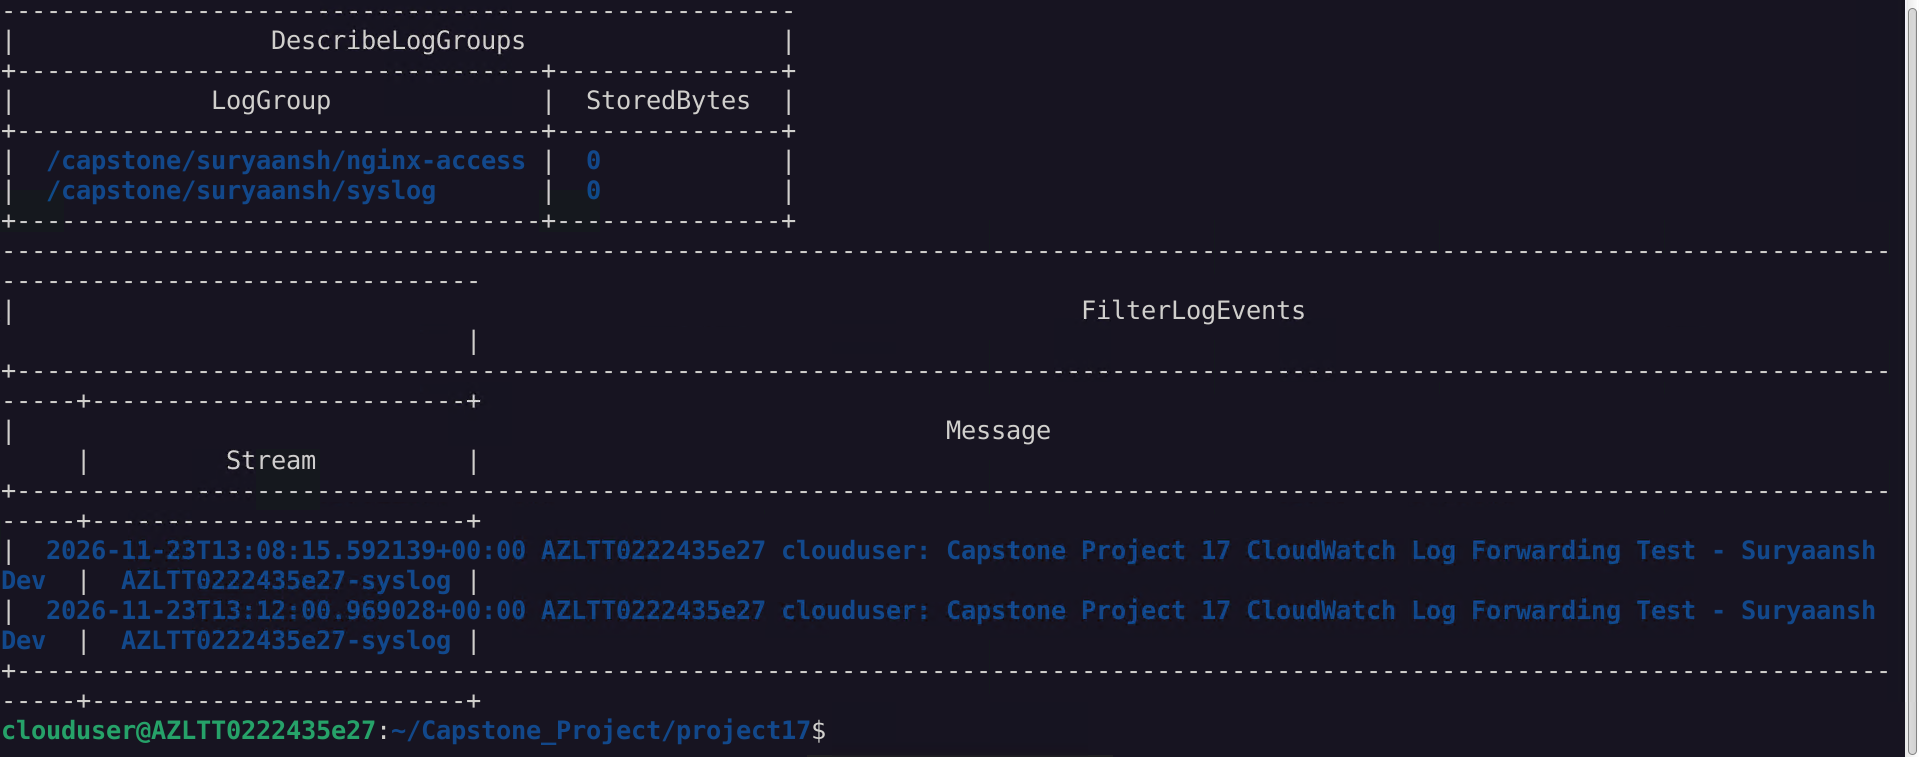 DescribeLogGroups
LogGroup | StoredBytes
/capstone/suryaansh/nginx-access | 0
/capstone/suryaansh/syslog | 0
FilterLogEvents
Message
| Stream |
| 2026-11-23T13:08:15.592139+00:00 AZLTT0222435e27 clouduser: Capstone Project 17 CloudWatch Log Forwarding Test - Suryaansh
Dev | AZLTT0222435e27-syslog |
| 2026-11-23T13:12:00.969028+00:00 AZLTT0222435e27 clouduser: Capstone Project 17 CloudWatch Log Forwarding Test - Suryaansh
Dev | AZLTT0222435e27-syslog |
clouduser@AZLTT0222435e27:~/Capstone_Project/project17$